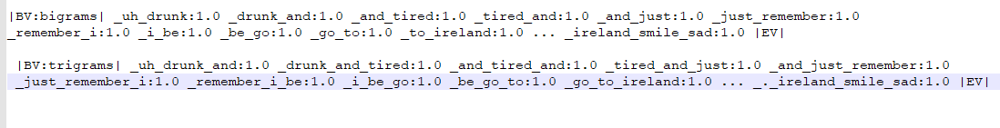 |BV:bigrams| _uh_drunk:1.0 _drunk_and:1.0 _and_tired:1.0 _tired_and:1.0 _and_just:1.0 _just_remember:1.0
_remember_i:1.0 _i_be:1.0 _be_go:1.0 _go_to:1.0 _to_ireland:1.0 ... _ireland_smile_sad:1.0 |EV|
|BV:trigrams| _uh_drunk_and:1.0 _drunk_and_tired:1.0 _and_tired_and:1.0 _tired_and_just:1.0 _and_just_remember:1.0
_just_remember_i:1.0 _remember_i_be:1.0 _i_be_go:1.0 _be_go_to:1.0 _go_to_ireland:1.0 ... _._ireland_smile_sad:1.0 |EV|